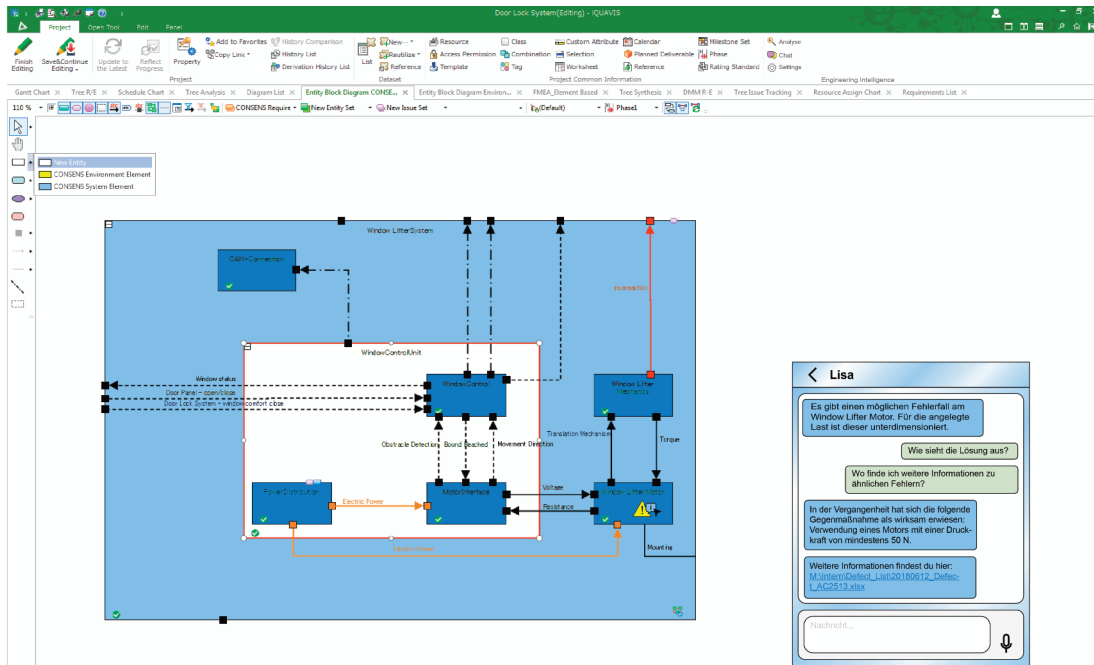 Door Lock System(Editing) - iQUAVIS
Project Open Tool Edit Panel
Finish Editing
Save&Continue Editing
Update to the Latest
Reflect Progress
Property
Add to Favorites
Copy Link
History Comparison
History List
Derivation History List
Project
List
New...
Reutilize
Reference
Dataset
Resource
Access Permission
Template
Class
Combination
Tag
Custom Attribute
Selection
Worksheet
Calendar
Planned Deliverable
Reference
Milestone Set
Phase
Rating Standard
Project Common Information
Analyse
Chat
Settings
Engineering Intelligence
Gantt Chart Tree R/E Schedule Chart Tree Analysis Diagram List Entity Block Diagram CONSE... Entity Block Diagram Environ... FMEA_Element Based Tree Synthesis DMM R-E Tree Issue Tracking Resource Assign Chart Requirements List
110 % CONSENS Require New Entity Set New Issue Set (Default) Phase1
New Entity
CONSENS Environment Element
CONSENS System Element
Window LifterSystem
CAN-Connection
Incorrection
WindowControlUnit
Window status
Door Panel - open/close
Door Lock System - window comfort close
WindowControl
Window Lifter
Mechanics
Obstracle Detection
Bound Reached
Movement Direction
Translation Mechanism
Torque
PowerDistribution
Electric Power
MotorInterface
Voltage
Resistance
Window LifterMotor
Electric Power
Mounting
Lisa
Es gibt einen möglichen Fehlerfall am
Window Lifter Motor. Für die angelegte
Last ist dieser unterdimensioniert.
Wie sieht die Lösung aus?
Wo finde ich weitere Informationen zu
ähnlichen Fehlern?
In der Vergangenheit hat sich die folgende
Gegenmaßnahme als wirksam erwiesen:
Verwendung eines Motors mit einer Druck-
kraft von mindestens 50 N.
Weitere Informationen findest du hier:
M:\Intern\Defect_List\20180612_Defec-
t_AC2513.xlsx
Nachricht...